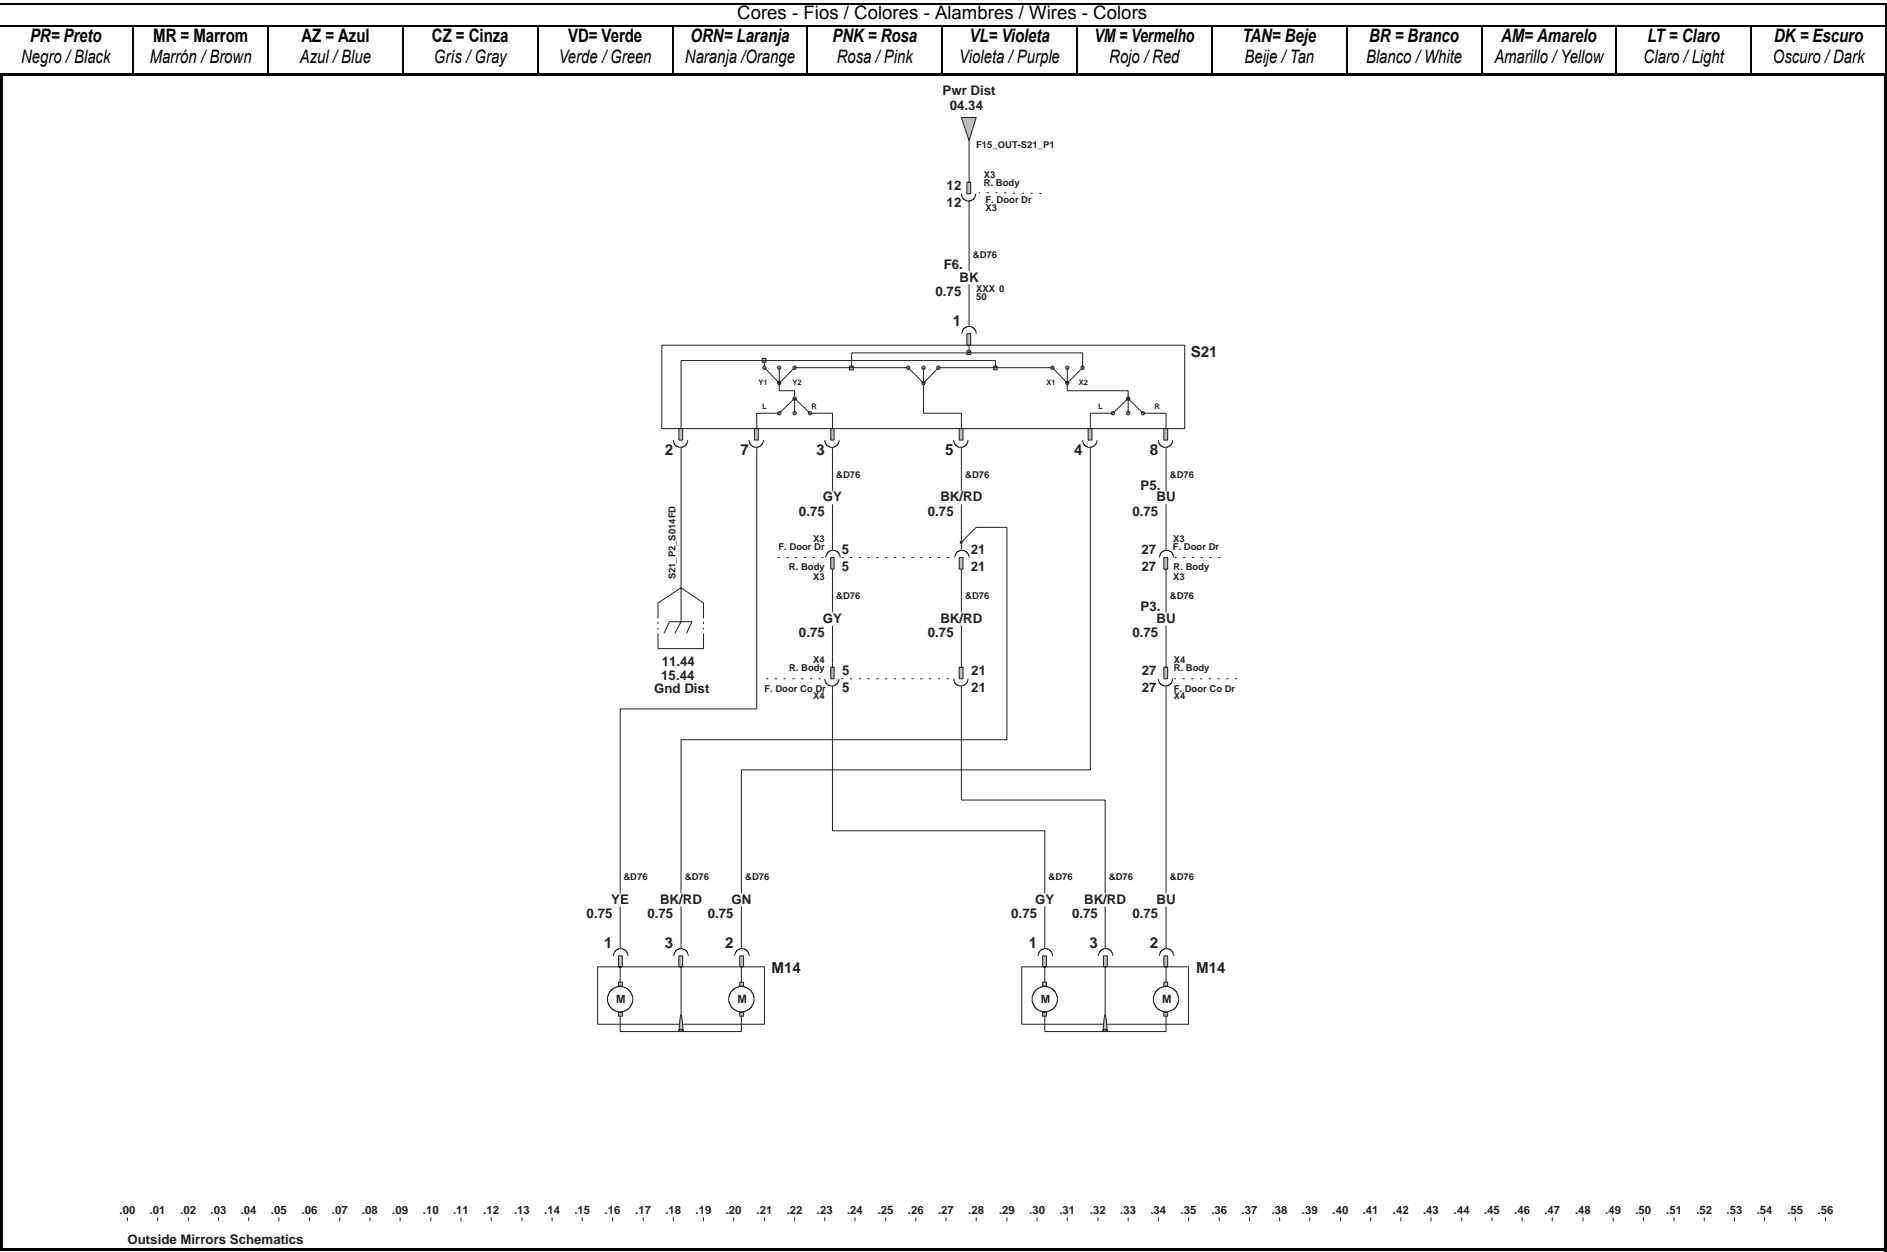 Cores - Fios / Colores - Alambres / Wires - Colors
PR= Preto
Negro / Black
MR = Marrom
Marrón / Brown
AZ = Azul
Azul / Blue
CZ = Cinza
Grís / Gray
VD= Verde
Verde / Green
ORN= Laranja
Naranja /Orange
PNK = Rosa
Rosa / Pink
VL= Violeta
Violeta / Purple
VM = Vermelho
Rojo / Red
TAN= Beje
Beije / Tan
BR = Branco
Blanco / White
AM= Amarelo
Amarillo / Yellow
LT = Claro
Claro / Light
DK = Escuro
Oscuro / Dark
Pwr Dist
04.34
F15_OUT-S21_P1
X3
12 R. Body
12 F. Door Dr
X3
&D76
F6.
BK
0.75 XXX 0
50
1
S21
Y1 Y2 X1 X2
L R L R
2 7 3 5 4 8
&D76 &D76 &D76
P5.
GY BK/RD BU
0.75 0.75 0.75
S21_P2_S014FD
X3 X3
F. Door Dr 5 21 27 F. Door Dr
R. Body 5 21 27 R. Body
X3 X3
&D76 &D76 &D76
P3.
GY BK/RD BU
0.75 0.75 0.75
11.44
15.44
Gnd Dist
X4 X4
R. Body 5 21 27 R. Body
F. Door Co Dr 5 21 27 F. Door Co Dr
X4 X4
&D76 &D76 &D76 &D76 &D76 &D76
YE BK/RD GN GY BK/RD BU
0.75 0.75 0.75 0.75 0.75 0.75
1 3 2 1 3 2
M14 M14
M M M M
.00 .01 .02 .03 .04 .05 .06 .07 .08 .09 .10 .11 .12 .13 .14 .15 .16 .17 .18 .19 .20 .21 .22 .23 .24 .25 .26 .27 .28 .29 .30 .31 .32 .33 .34 .35 .36 .37 .38 .39 .40 .41 .42 .43 .44 .45 .46 .47 .48 .49 .50 .51 .52 .53 .54 .55 .56
Outside Mirrors Schematics